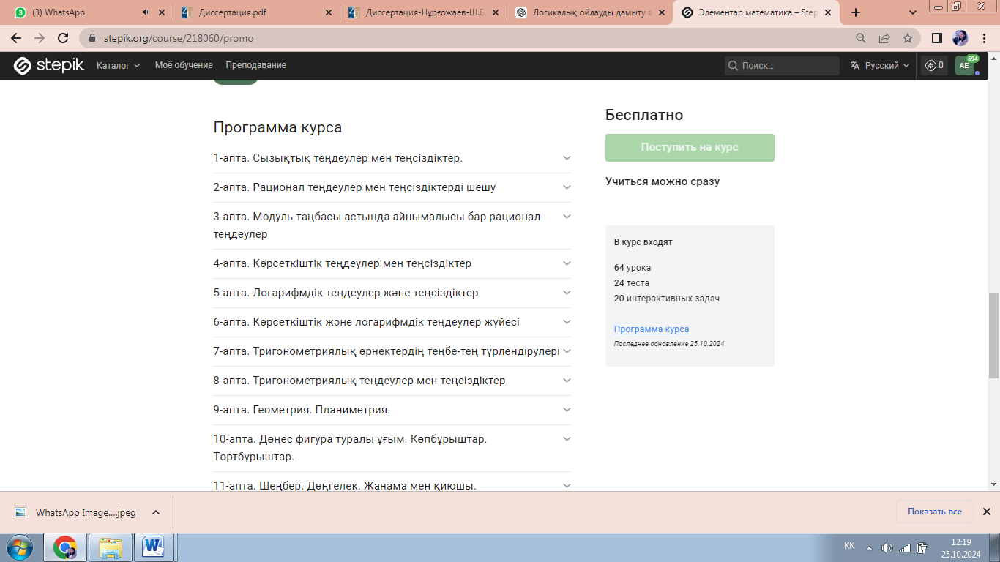 (3) WhatsApp
Диссертация.pdf
Диссертация-Нұрғожаев-Ш.Б
Логикалық ойлауды дамыту ә
Элементар математика – Step
stepik.org/course/218060/promo
stepik
Каталог
Моё обучение
Преподавание
Поиск...
Русский
0
AE
594
Программа курса
1-апта. Сызықтық теңдеулер мен теңсіздіктер.
2-апта. Рационал теңдеулер мен теңсіздіктерді шешу
3-апта. Модуль таңбасы астында айнымалысы бар рационал
теңдеулер
4-апта. Көрсеткіштік теңдеулер мен теңсіздіктер
5-апта. Логарифмдік теңдеулер және теңсіздіктер
6-апта. Көрсеткіштік және логарифмдік теңдеулер жүйесі
7-апта. Тригонометриялық өрнектердің теңбе-тең түрлендірулері
8-апта. Тригонометриялық теңдеулер мен теңсіздіктер
9-апта. Геометрия. Планиметрия.
10-апта. Дөңес фигура туралы ұғым. Көпбұрыштар.
Төртбұрыштар.
11-апта. Шеңбер. Дөңгелек. Жанама мен қиюшы.
Бесплатно
Поступить на курс
Учиться можно сразу
В курс входят
64 урока
24 теста
20 интерактивных задач
Программа курса
Последнее обновление 25.10.2024
WhatsApp Image....jpeg
Показать все
KK
12:19
25.10.2024